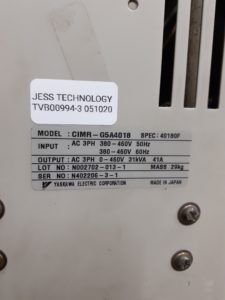 JESS TECHNOLOGY
TVB00994-3 051020
MODEL : CIMR-G5A4018 SPEC: 40180F
INPUT : AC 3PH 380-460V 50Hz
380-460V 60Hz
OUTPUT : AC 3PH 0-460V 31kVA 41A
LOT NO : N002702-013-1 MASS 29kg
SER NO : N402206-3-1
YASKAWA ELECTRIC CORPORATION MADE IN JAPAN